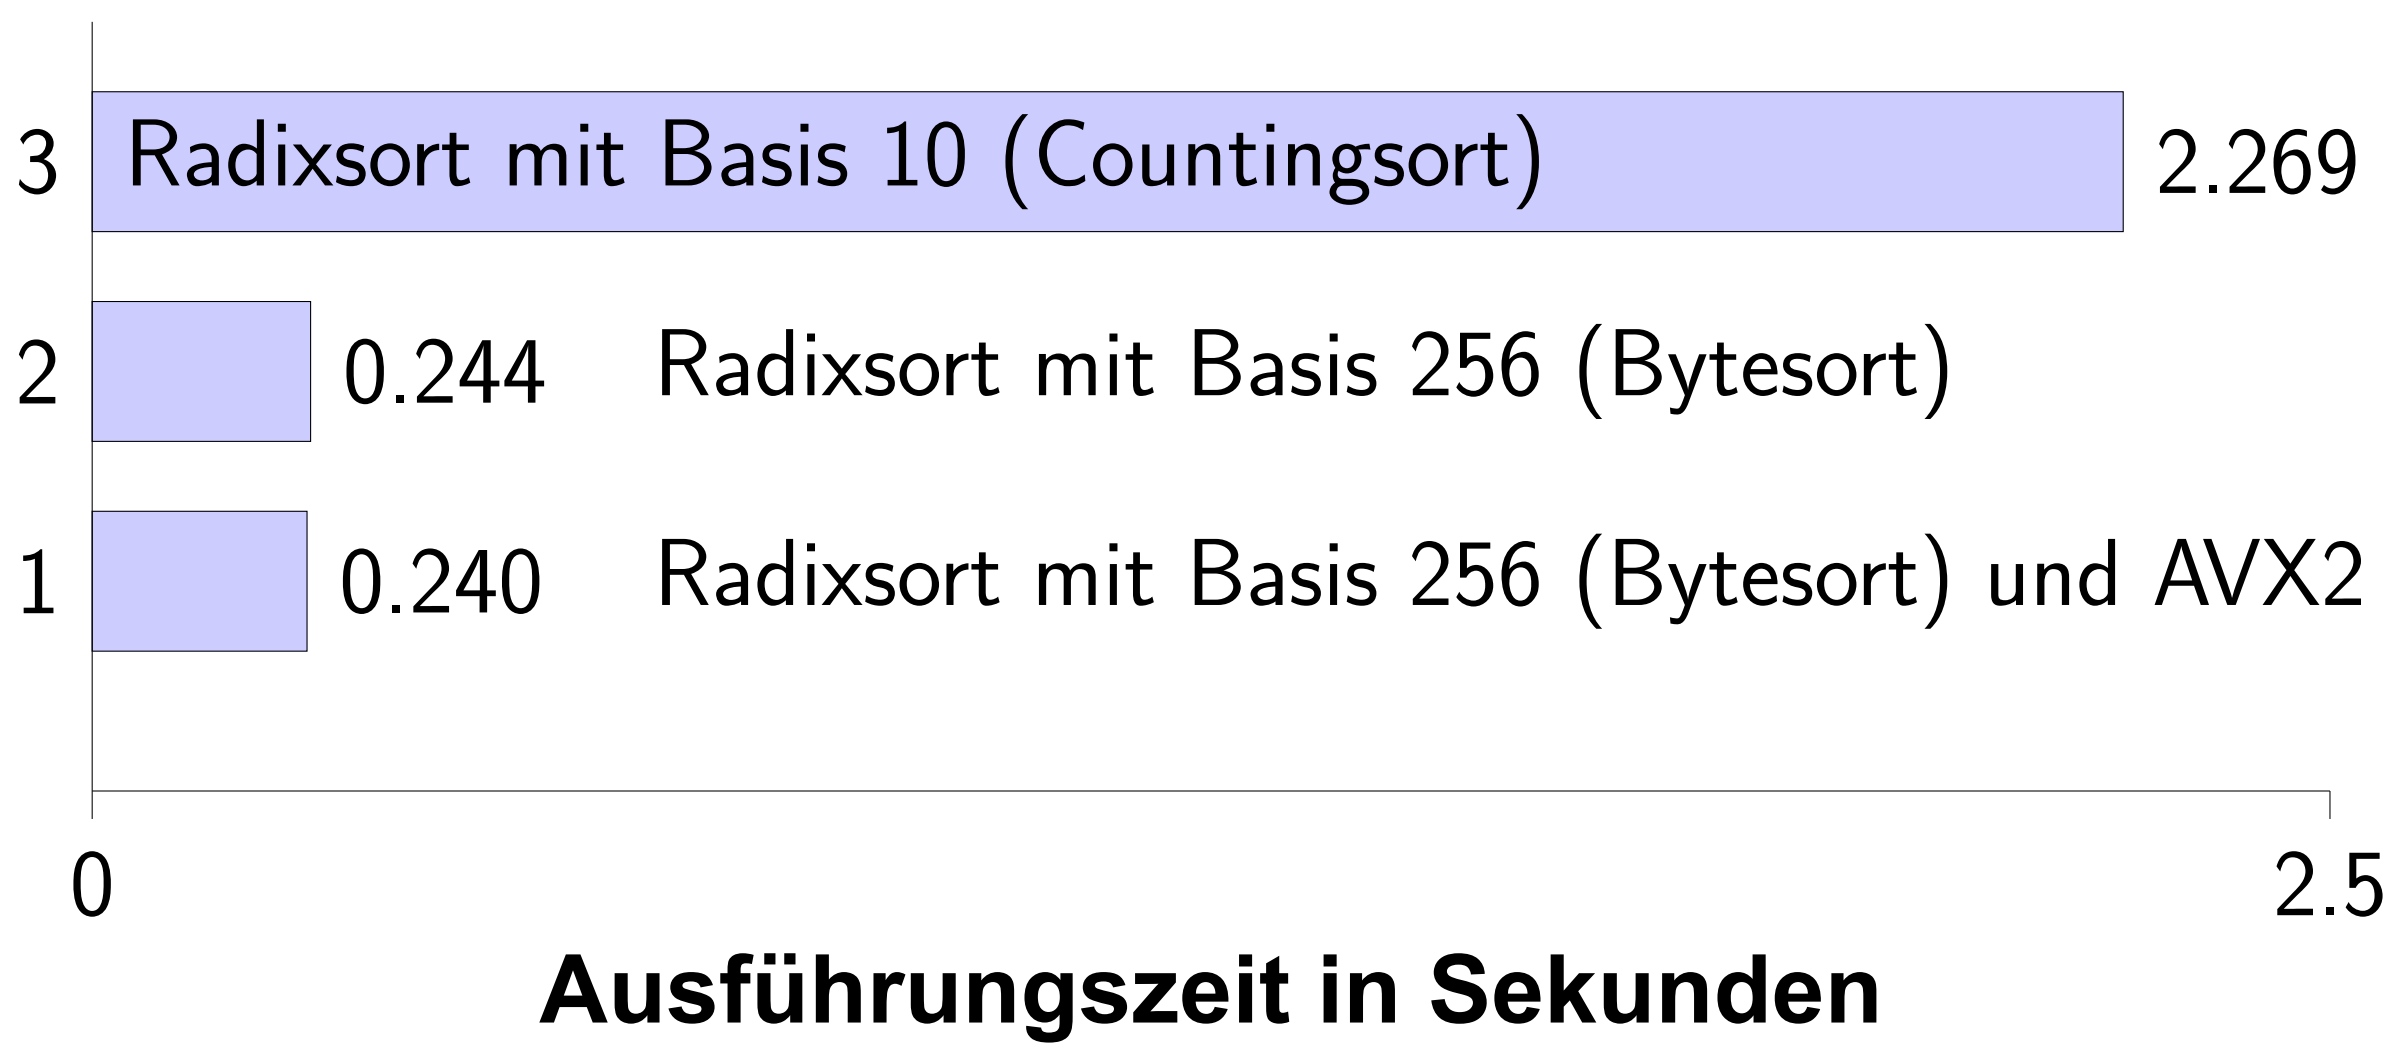 3 Radixsort mit Basis 10 (Countingsort) 2.269
2 0.244 Radixsort mit Basis 256 (Bytesort)
1 0.240 Radixsort mit Basis 256 (Bytesort) und AVX2
0 2.5
Ausführungszeit in Sekunden